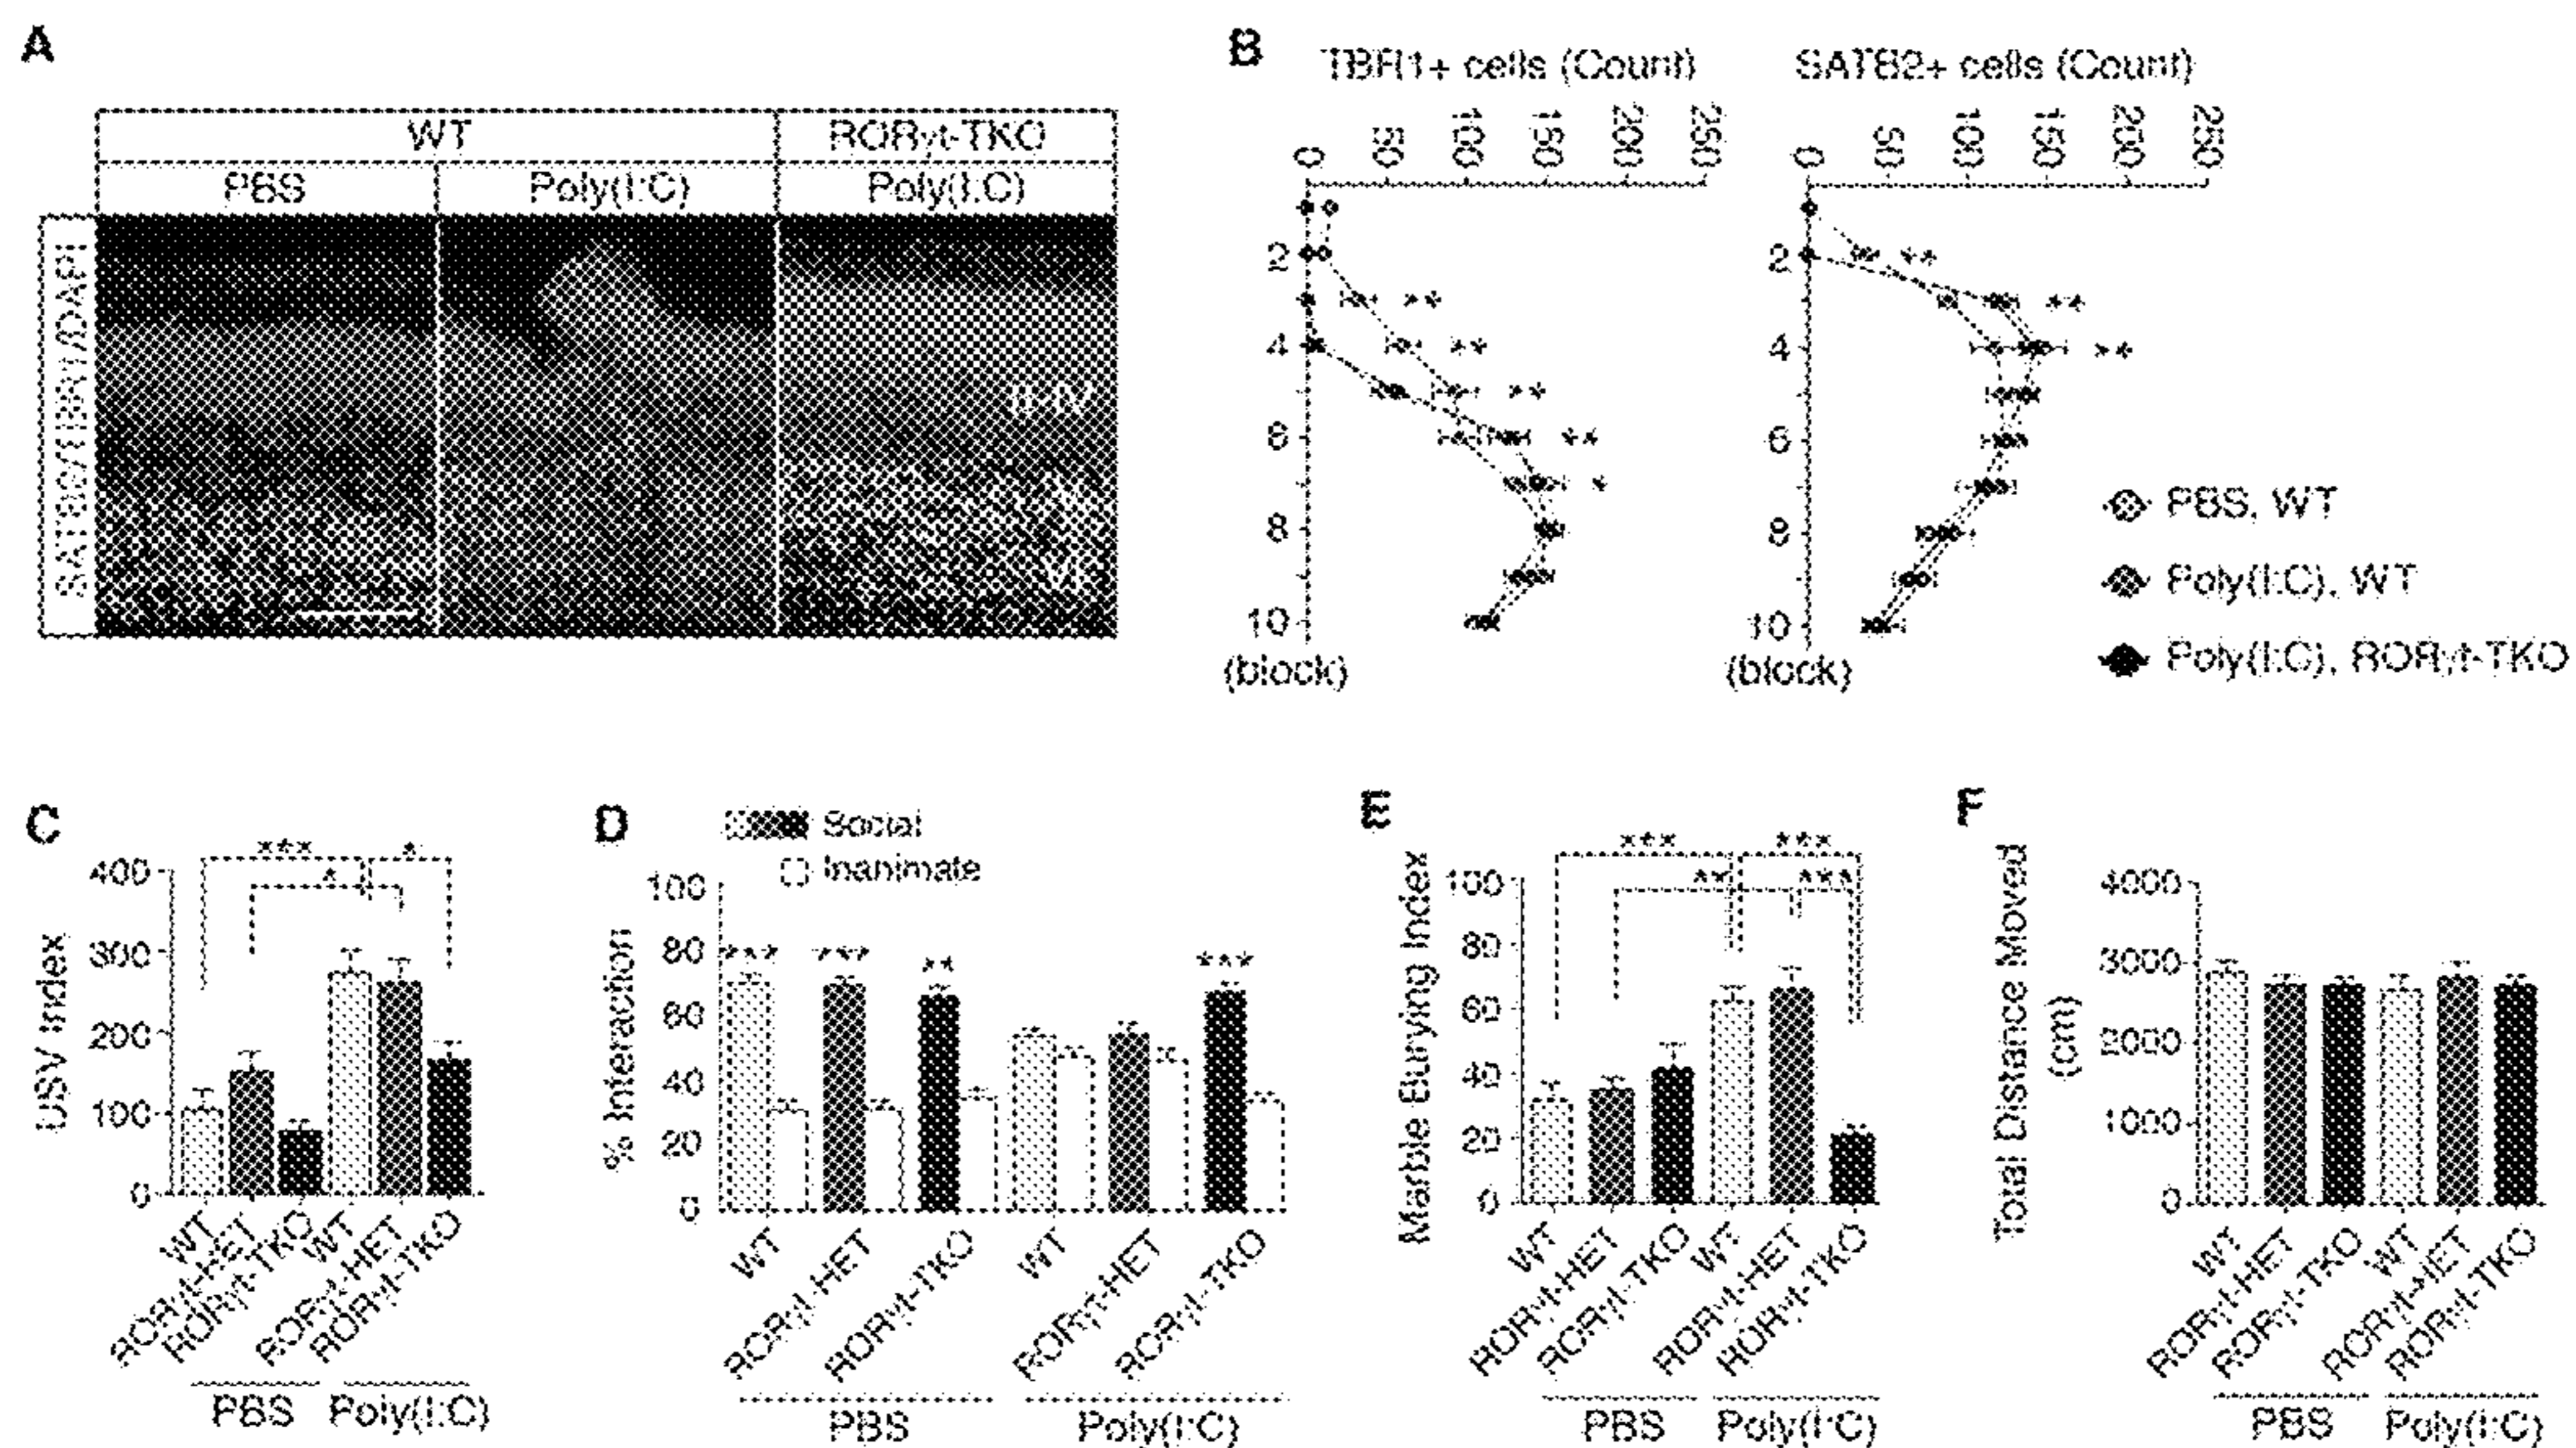 A
WT
RORγt-TKO
PBS
Poly(I:C)
Poly(I:C)
SATB2/TBR1/DAPI
II-IV
V
VI
B
TBR1+ cells (Count)
0 50 100 150 200 250
2
4
6
8
10
(block)
SATB2+ cells (Count)
0 50 100 150 200 250
2
4
6
8
10
(block)
** ** ** ** *
** ** **
PBS, WT
Poly(I:C), WT
Poly(I:C), RORγt-TKO
C
USV Index
400
300
200
100
0
*** * *
WT RORγt-HET RORγt-TKO WT RORγt-HET RORγt-TKO
PBS Poly(I:C)
D
Social
Inanimate
% Interaction
100
80
60
40
20
0
*** *** ** ***
WT RORγt-HET RORγt-TKO WT RORγt-HET RORγt-TKO
PBS Poly(I:C)
E
Marble Burying Index
100
80
60
40
20
0
*** ***
** ***
WT RORγt-HET RORγt-TKO WT RORγt-HET RORγt-TKO
PBS Poly(I:C)
F
Total Distance Moved
(cm)
4000
3000
2000
1000
0
WT RORγt-HET RORγt-TKO WT RORγt-HET RORγt-TKO
PBS Poly(I:C)